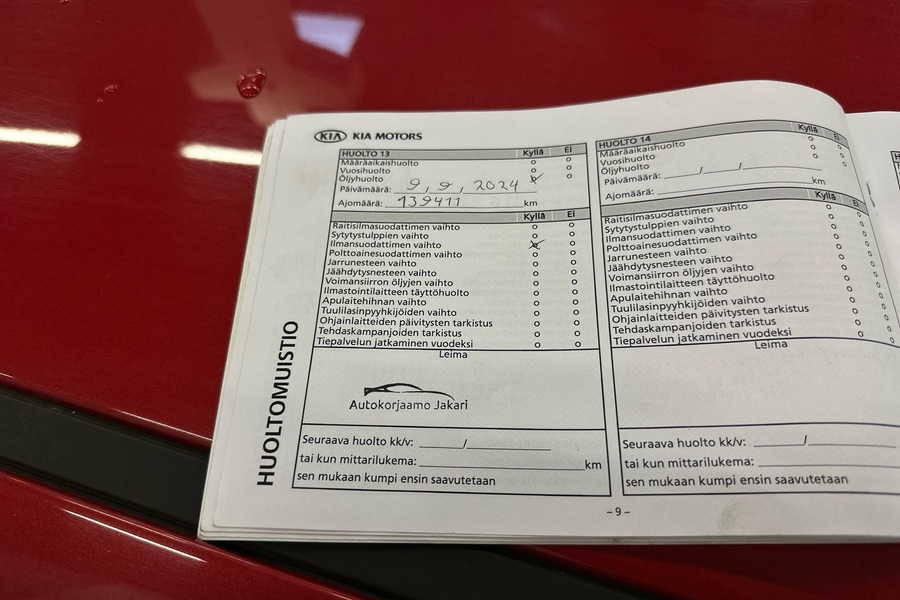 KIA KIA MOTORS
HUOLTO 13 Kyllä Ei
Määräaikaishuolto o o
Vuosihuolto o o
Öljyhuolto x o
Päivämäärä: 9, 9, 2024
Ajomäärä: 139411 km
Kyllä Ei
Raitisilmasuodattimen vaihto o o
Sytytystulppien vaihto o o
Ilmansuodattimen vaihto x o
Polttoainesuodattimen vaihto o o
Jarrunesteen vaihto o o
Jäähdytysnesteen vaihto o o
Voimansiirron öljyjen vaihto o o
Ilmastointilaitteen täyttöhuolto o o
Apulaitehihnan vaihto o o
Tuulilasinpyyhkijöiden vaihto o o
Ohjainlaitteiden päivitysten tarkistus o o
Tehdaskampanjoiden tarkistus o o
Tiepalvelun jatkaminen vuodeksi o o
Leima
Autokorjaamo Jakari
Seuraava huolto kk/v: /
tai kun mittarilukema: km
sen mukaan kumpi ensin saavutetaan
HUOLTOMUISTIO
HUOLTO 14 Kyllä Ei
Määräaikaishuolto o o
Vuosihuolto o o
Öljyhuolto o o
Päivämäärä: / /
Ajomäärä: km
Kyllä Ei
Raitisilmasuodattimen vaihto o o
Sytytystulppien vaihto o o
Ilmansuodattimen vaihto o o
Polttoainesuodattimen vaihto o o
Jarrunesteen vaihto o o
Jäähdytysnesteen vaihto o o
Voimansiirron öljyjen vaihto o o
Ilmastointilaitteen täyttöhuolto o o
Apulaitehihnan vaihto o o
Tuulilasinpyyhkijöiden vaihto o o
Ohjainlaitteiden päivitysten tarkistus o o
Tehdaskampanjoiden tarkistus o o
Tiepalvelun jatkaminen vuodeksi o o
Leima
Seuraava huolto kk/v: /
tai kun mittarilukema:
sen mukaan kumpi ensin saavutetaan
-9-